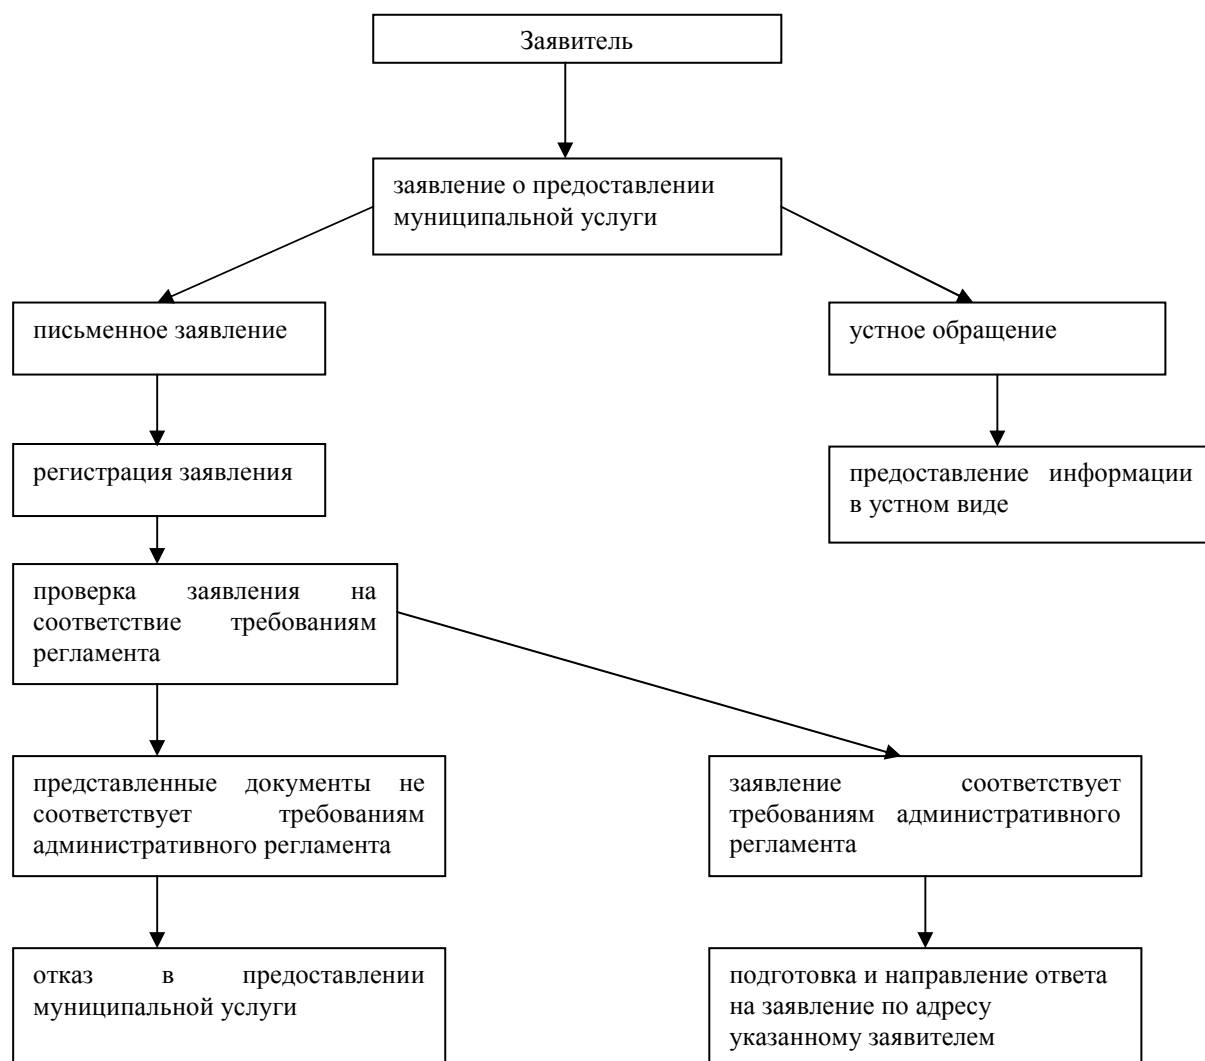 Заявитель
заявление о предоставлении
муниципальной услуги
письменное заявление
устное обращение
регистрация заявления
предоставление информации
в устном виде
проверка заявления на
соответствие требованиям
регламента
представленные документы не
соответствует требованиям
административного регламента
заявление соответствует
требованиям административного
регламента
отказ в предоставлении
муниципальной услуги
подготовка и направление ответа
на заявление по адресу
указанному заявителем